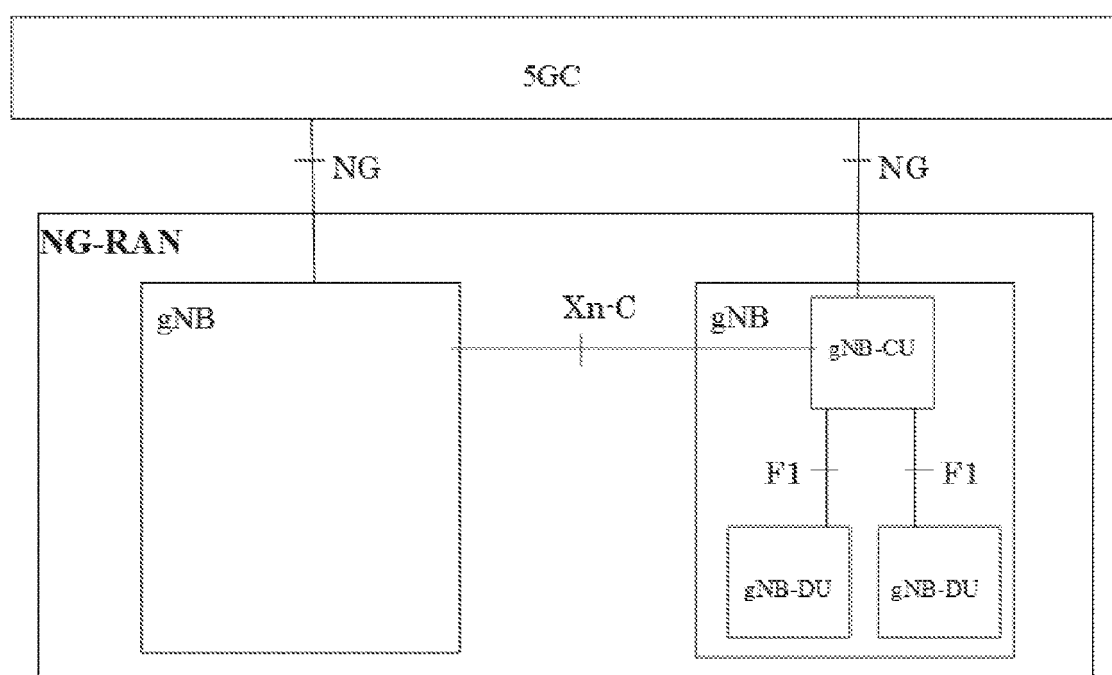 5GC
NG
NG
NG-RAN
gNB
Xn-C
gNB
gNB-CU
F1
F1
gNB-DU
gNB-DU